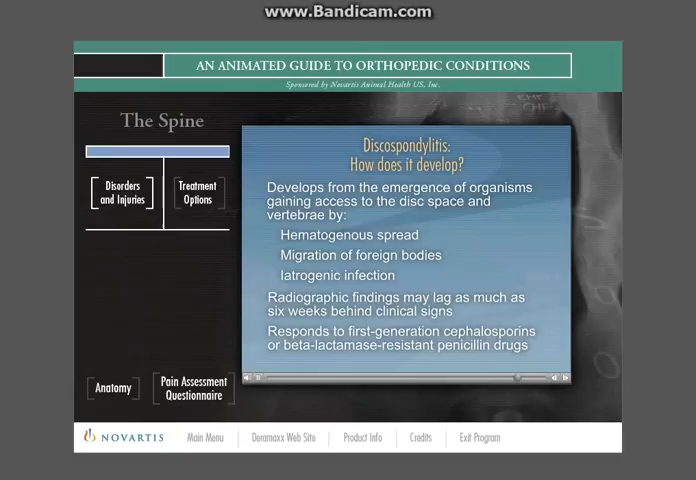 www.Bandicam.com
AN ANIMATED GUIDE TO ORTHOPEDIC CONDITIONS
Sponsored by Novartis Animal Health US, Inc.
The Spine
Disorders
and Injuries
Treatment
Options
Discospondylitis:
How does it develop?
Develops from the emergence of organisms
gaining access to the disc space and
vertebrae by:
Hematogenous spread
Migration of foreign bodies
Iatrogenic infection
Radiographic findings may lag as much as
six weeks behind clinical signs
Responds to first-generation cephalosporins
or beta-lactamase-resistant penicillin drugs
Anatomy
Pain Assessment
Questionnaire
NOVARTIS
Main Menu
Deramaxx Web Site
Product Info
Credits
Exit Program